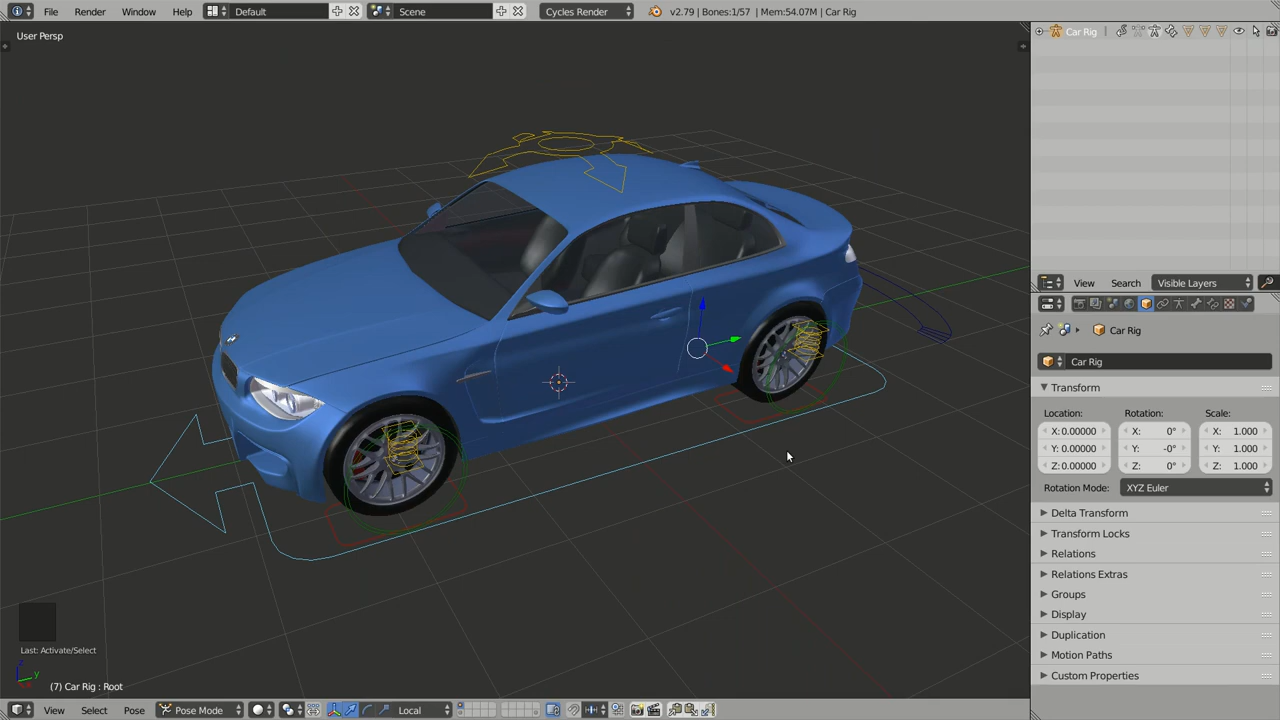 File Render Window Help Default Scene Cycles Render v2.79 | Bones:1/57 | Mem:54.07M | Car Rig
User Persp
Car Rig
View Search Visible Layers
Car Rig
Car Rig
Transform
Location: Rotation: Scale:
X: 0.00000 X: 0° X: 1.000
Y: 0.00000 Y: -0° Y: 1.000
Z: 0.00000 Z: 0° Z: 1.000
Rotation Mode: XYZ Euler
Delta Transform
Transform Locks
Relations
Relations Extras
Groups
Display
Duplication
Motion Paths
Custom Properties
Last: Activate/Select
z
y
(7) Car Rig : Root
View Select Pose Pose Mode Local